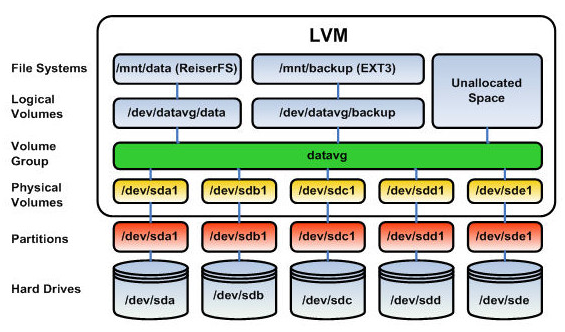 LVM
File Systems
/mnt/data (ReiserFS)
/mnt/backup (EXT3)
Unallocated
Space
Logical
Volumes
/dev/datavg/data
/dev/datavg/backup
Volume
Group
datavg
Physical
Volumes
/dev/sda1
/dev/sdb1
/dev/sdc1
/dev/sdd1
/dev/sde1
Partitions
/dev/sda1
/dev/sdb1
/dev/sdc1
/dev/sdd1
/dev/sde1
Hard Drives
/dev/sda
/dev/sdb
/dev/sdc
/dev/sdd
/dev/sde